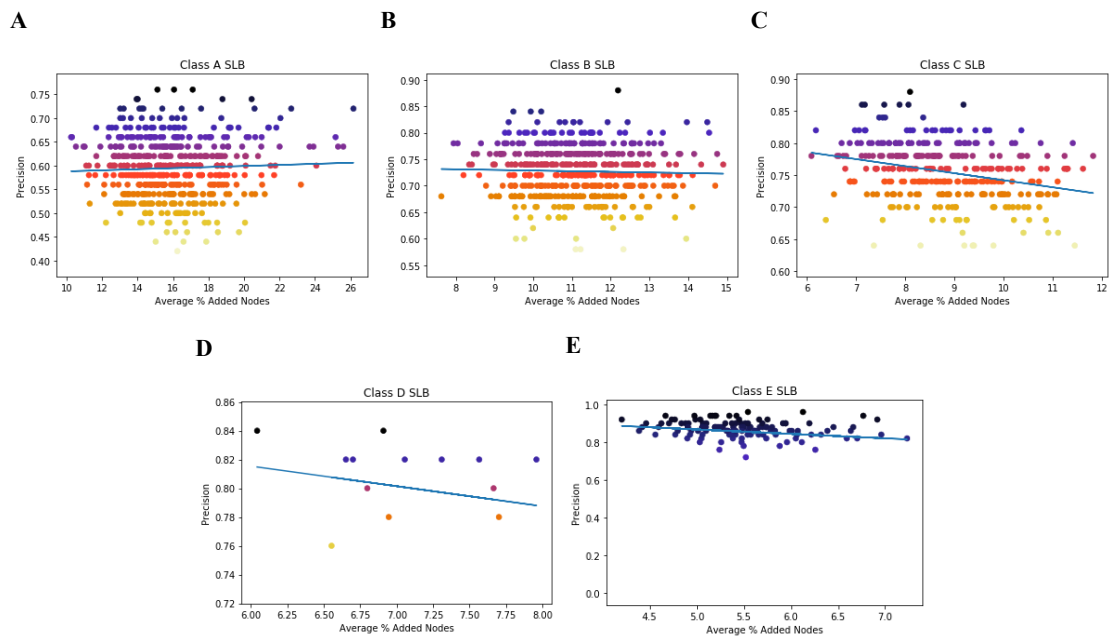 A
B
C
Class A SLB
Class B SLB
Class C SLB
Precision
0.75
0.70
0.65
0.60
0.55
0.50
0.45
0.40
10 12 14 16 18 20 22 24 26
Average % Added Nodes
Precision
0.90
0.85
0.80
0.75
0.70
0.65
0.60
0.55
8 9 10 11 12 13 14 15
Average % Added Nodes
Precision
0.90
0.85
0.80
0.75
0.70
0.65
0.60
6 7 8 9 10 11 12
Average % Added Nodes
D
E
Class D SLB
Class E SLB
Precision
0.86
0.84
0.82
0.80
0.78
0.76
0.74
0.72
6.00 6.25 6.50 6.75 7.00 7.25 7.50 7.75 8.00
Average % Added Nodes
Precision
1.0
0.8
0.6
0.4
0.2
0.0
4.5 5.0 5.5 6.0 6.5 7.0
Average % Added Nodes